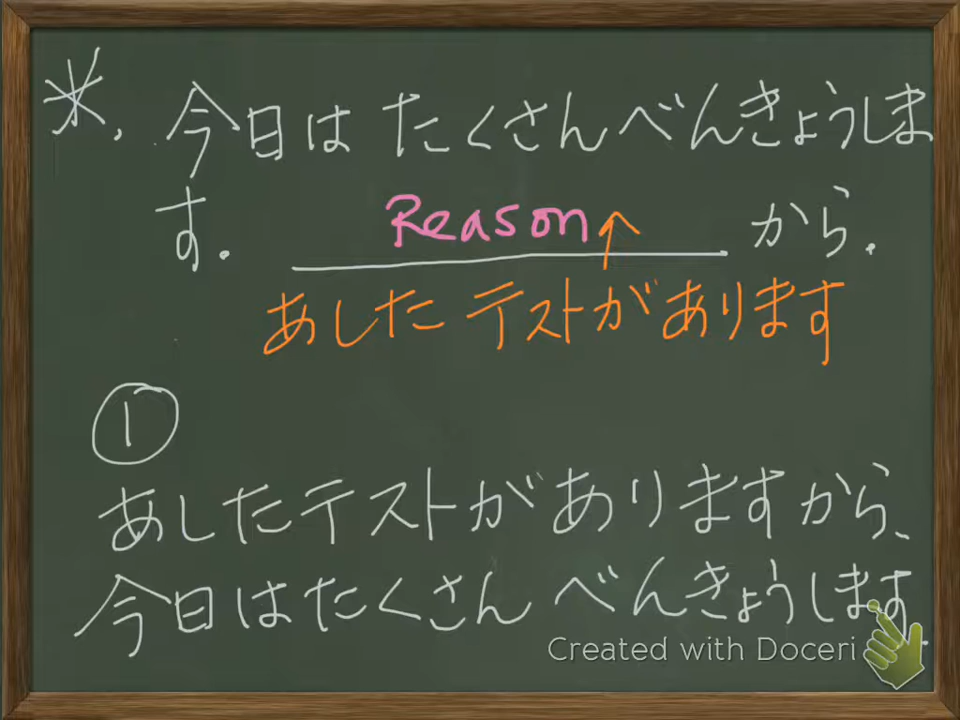 ※. 今日は たくさんべんきょうしま
す. Reason↑ から.
あした テストがあります
①
あしたテストがありますから、
今日はたくさん べんきょうします.
Created with Doceri